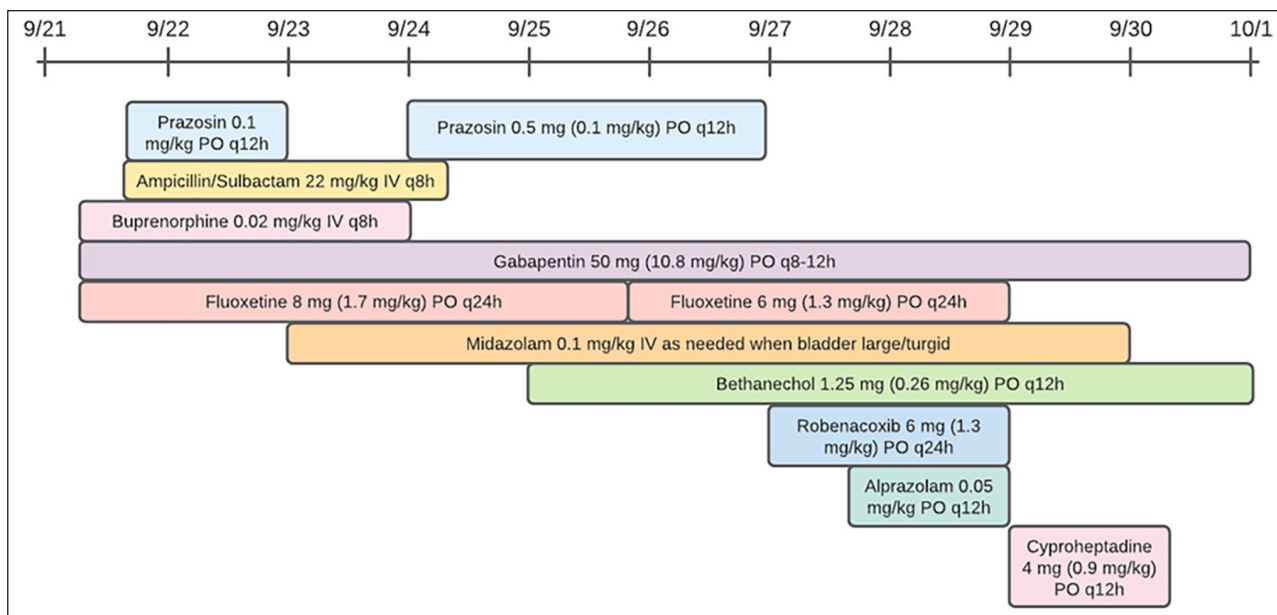 9/21 9/22 9/23 9/24 9/25 9/26 9/27 9/28 9/29 9/30 10/1
Prazosin 0.1
mg/kg PO q12h
Prazosin 0.5 mg (0.1 mg/kg) PO q12h
Ampicillin/Sulbactam 22 mg/kg IV q8h
Buprenorphine 0.02 mg/kg IV q8h
Gabapentin 50 mg (10.8 mg/kg) PO q8-12h
Fluoxetine 8 mg (1.7 mg/kg) PO q24h
Fluoxetine 6 mg (1.3 mg/kg) PO q24h
Midazolam 0.1 mg/kg IV as needed when bladder large/turgid
Bethanechol 1.25 mg (0.26 mg/kg) PO q12h
Robenacoxib 6 mg (1.3
mg/kg) PO q24h
Alprazolam 0.05
mg/kg PO q12h
Cyproheptadine
4 mg (0.9 mg/kg)
PO q12h